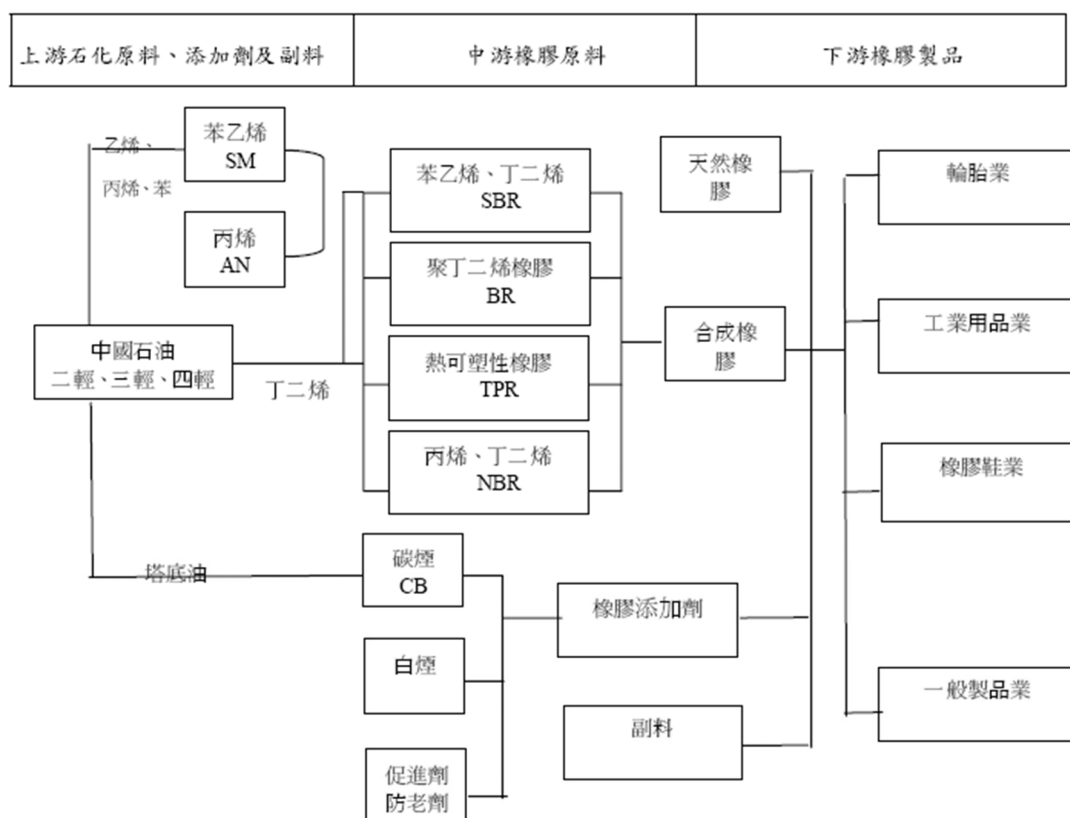 上游石化原料、添加劑及副料
中游橡膠原料
下游橡膠製品
乙烯、
丙烯、苯
苯乙烯
SM
丙烯
AN
中國石油
二輕、三輕、四輕
丁二烯
塔底油
苯乙烯、丁二烯
SBR
聚丁二烯橡膠
BR
熱可塑性橡膠
TPR
丙烯、丁二烯
NBR
碳煙
CB
白煙
促進劑
防老劑
天然橡
膠
合成橡
膠
橡膠添加劑
副料
輪胎業
工業用品業
橡膠鞋業
一般製品業